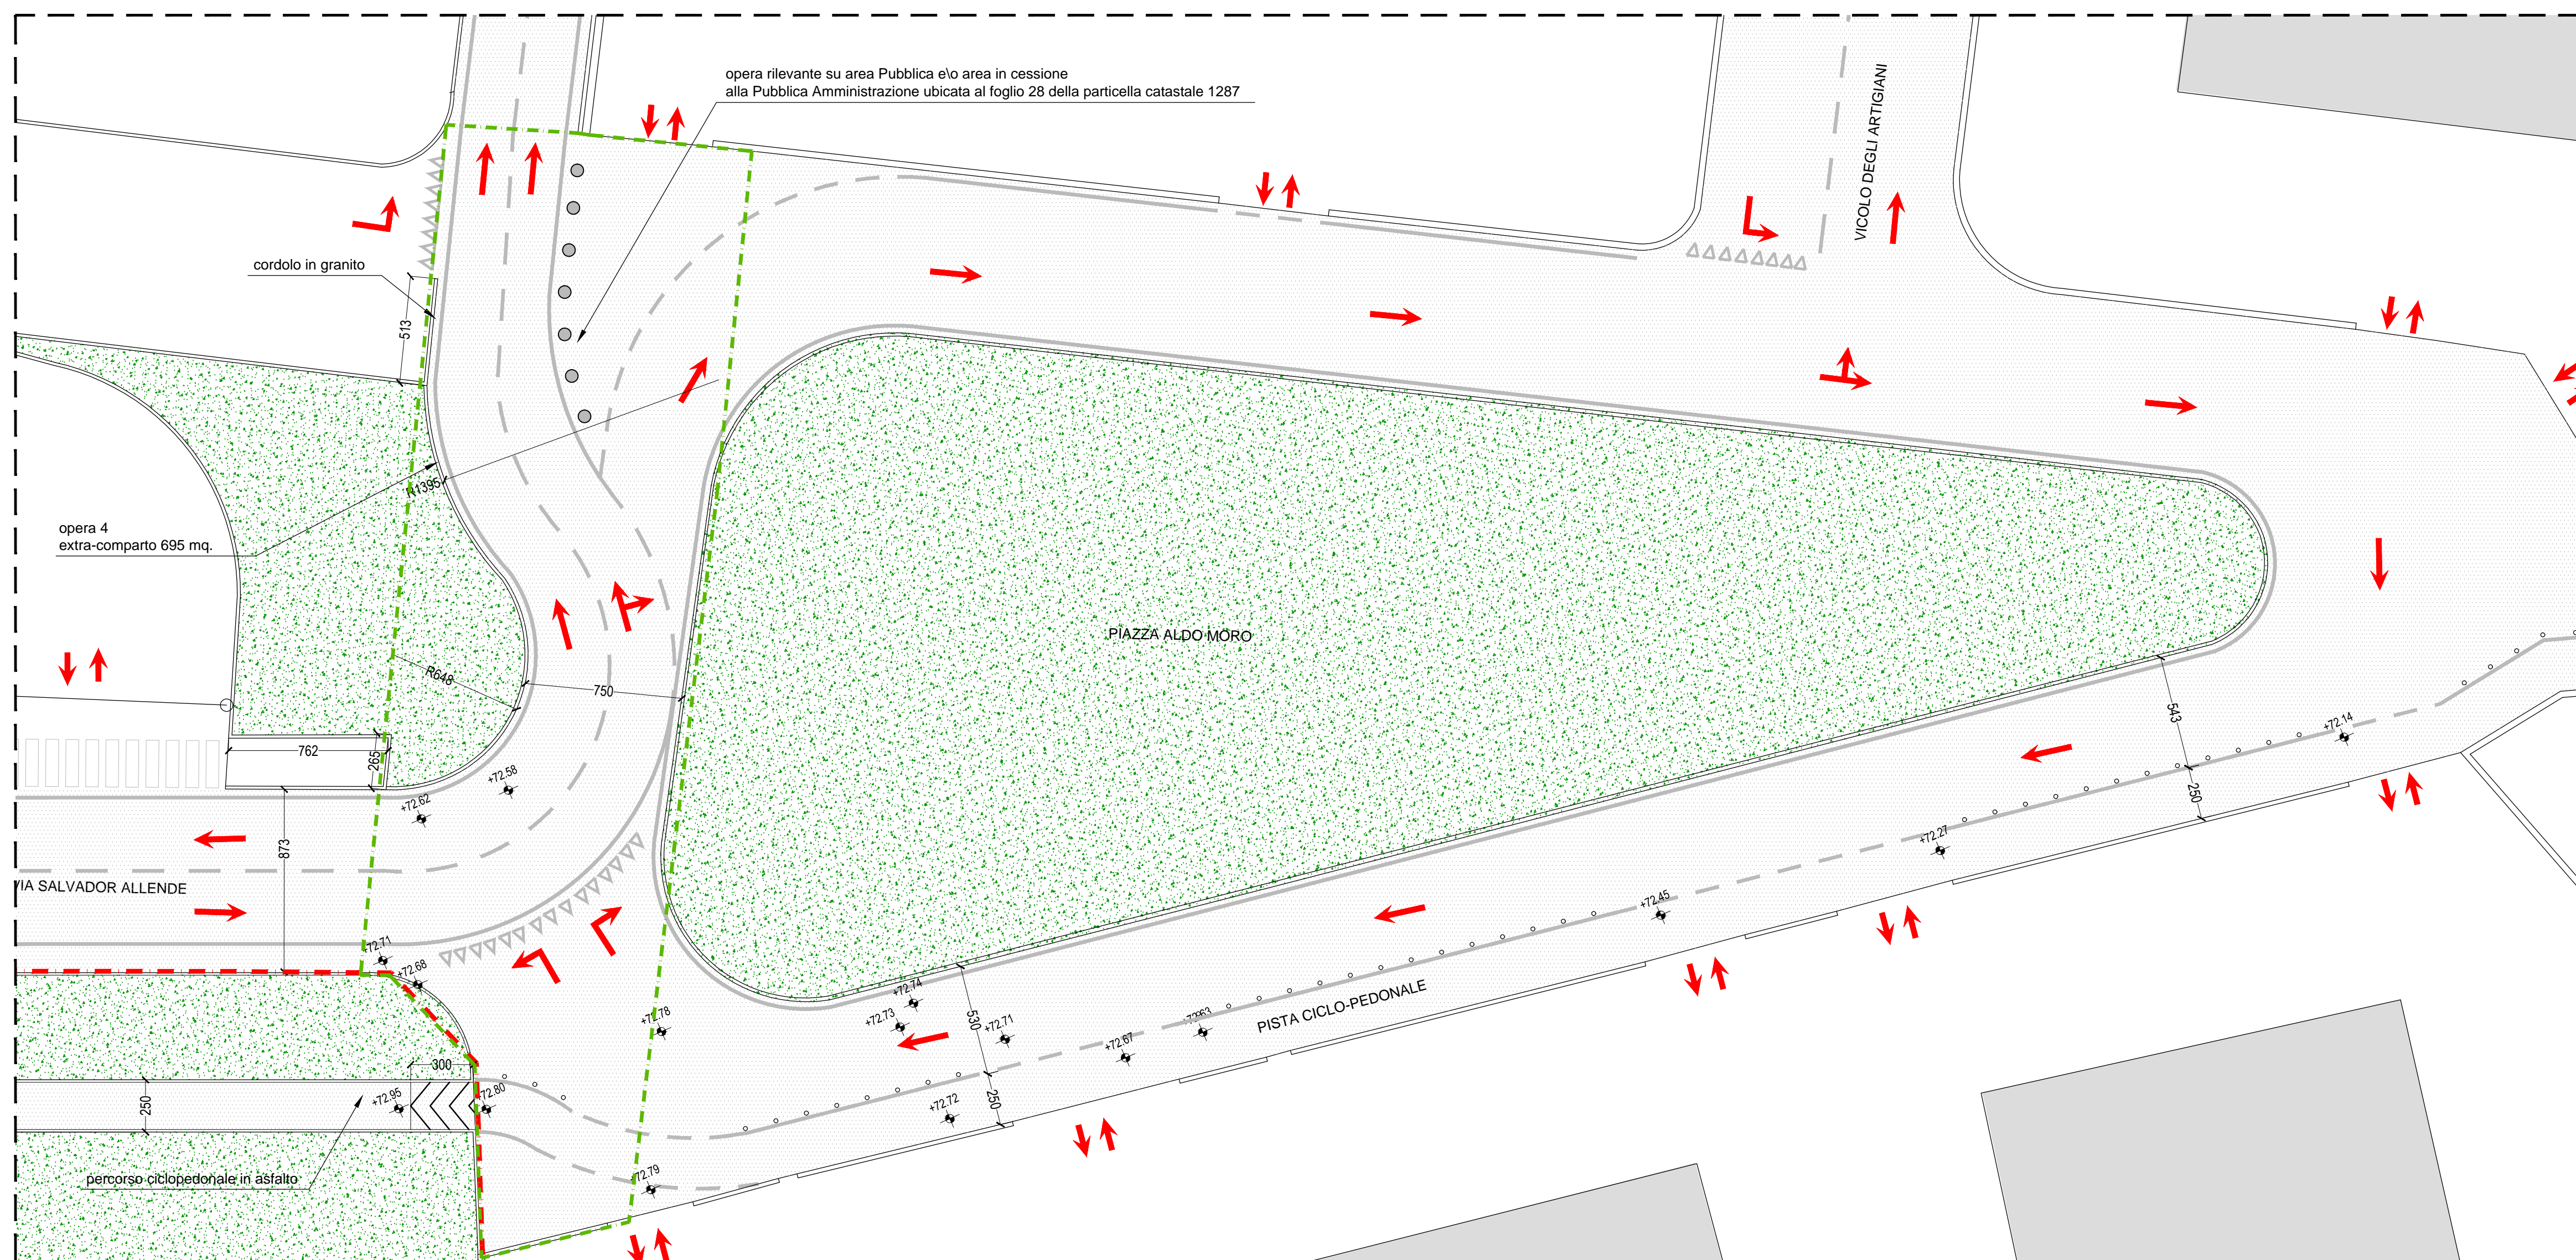 opera rilevante su area Pubblica e\o area in cessione
alla Pubblica Amministrazione ubicata al foglio 28 della particella catastale 1287
VICOLO DEGLI ARTIGIANI
cordolo in granito
513
R1395
opera 4
extra-comparto 695 mq.
PIAZZA ALDO MORO
R648
750
762
265
+72.58
+72.62
873
VIA SALVADOR ALLENDE
543
250
+72.14
+72.27
+72.45
+72.71
+72.68
+72.74
+72.73
+72.78
530
+72.71
+72.67
PISTA CICLO-PEDONALE
300
250
+72.95
+72.80
+72.72
250
+72.79
percorso ciclopedonale in asfalto